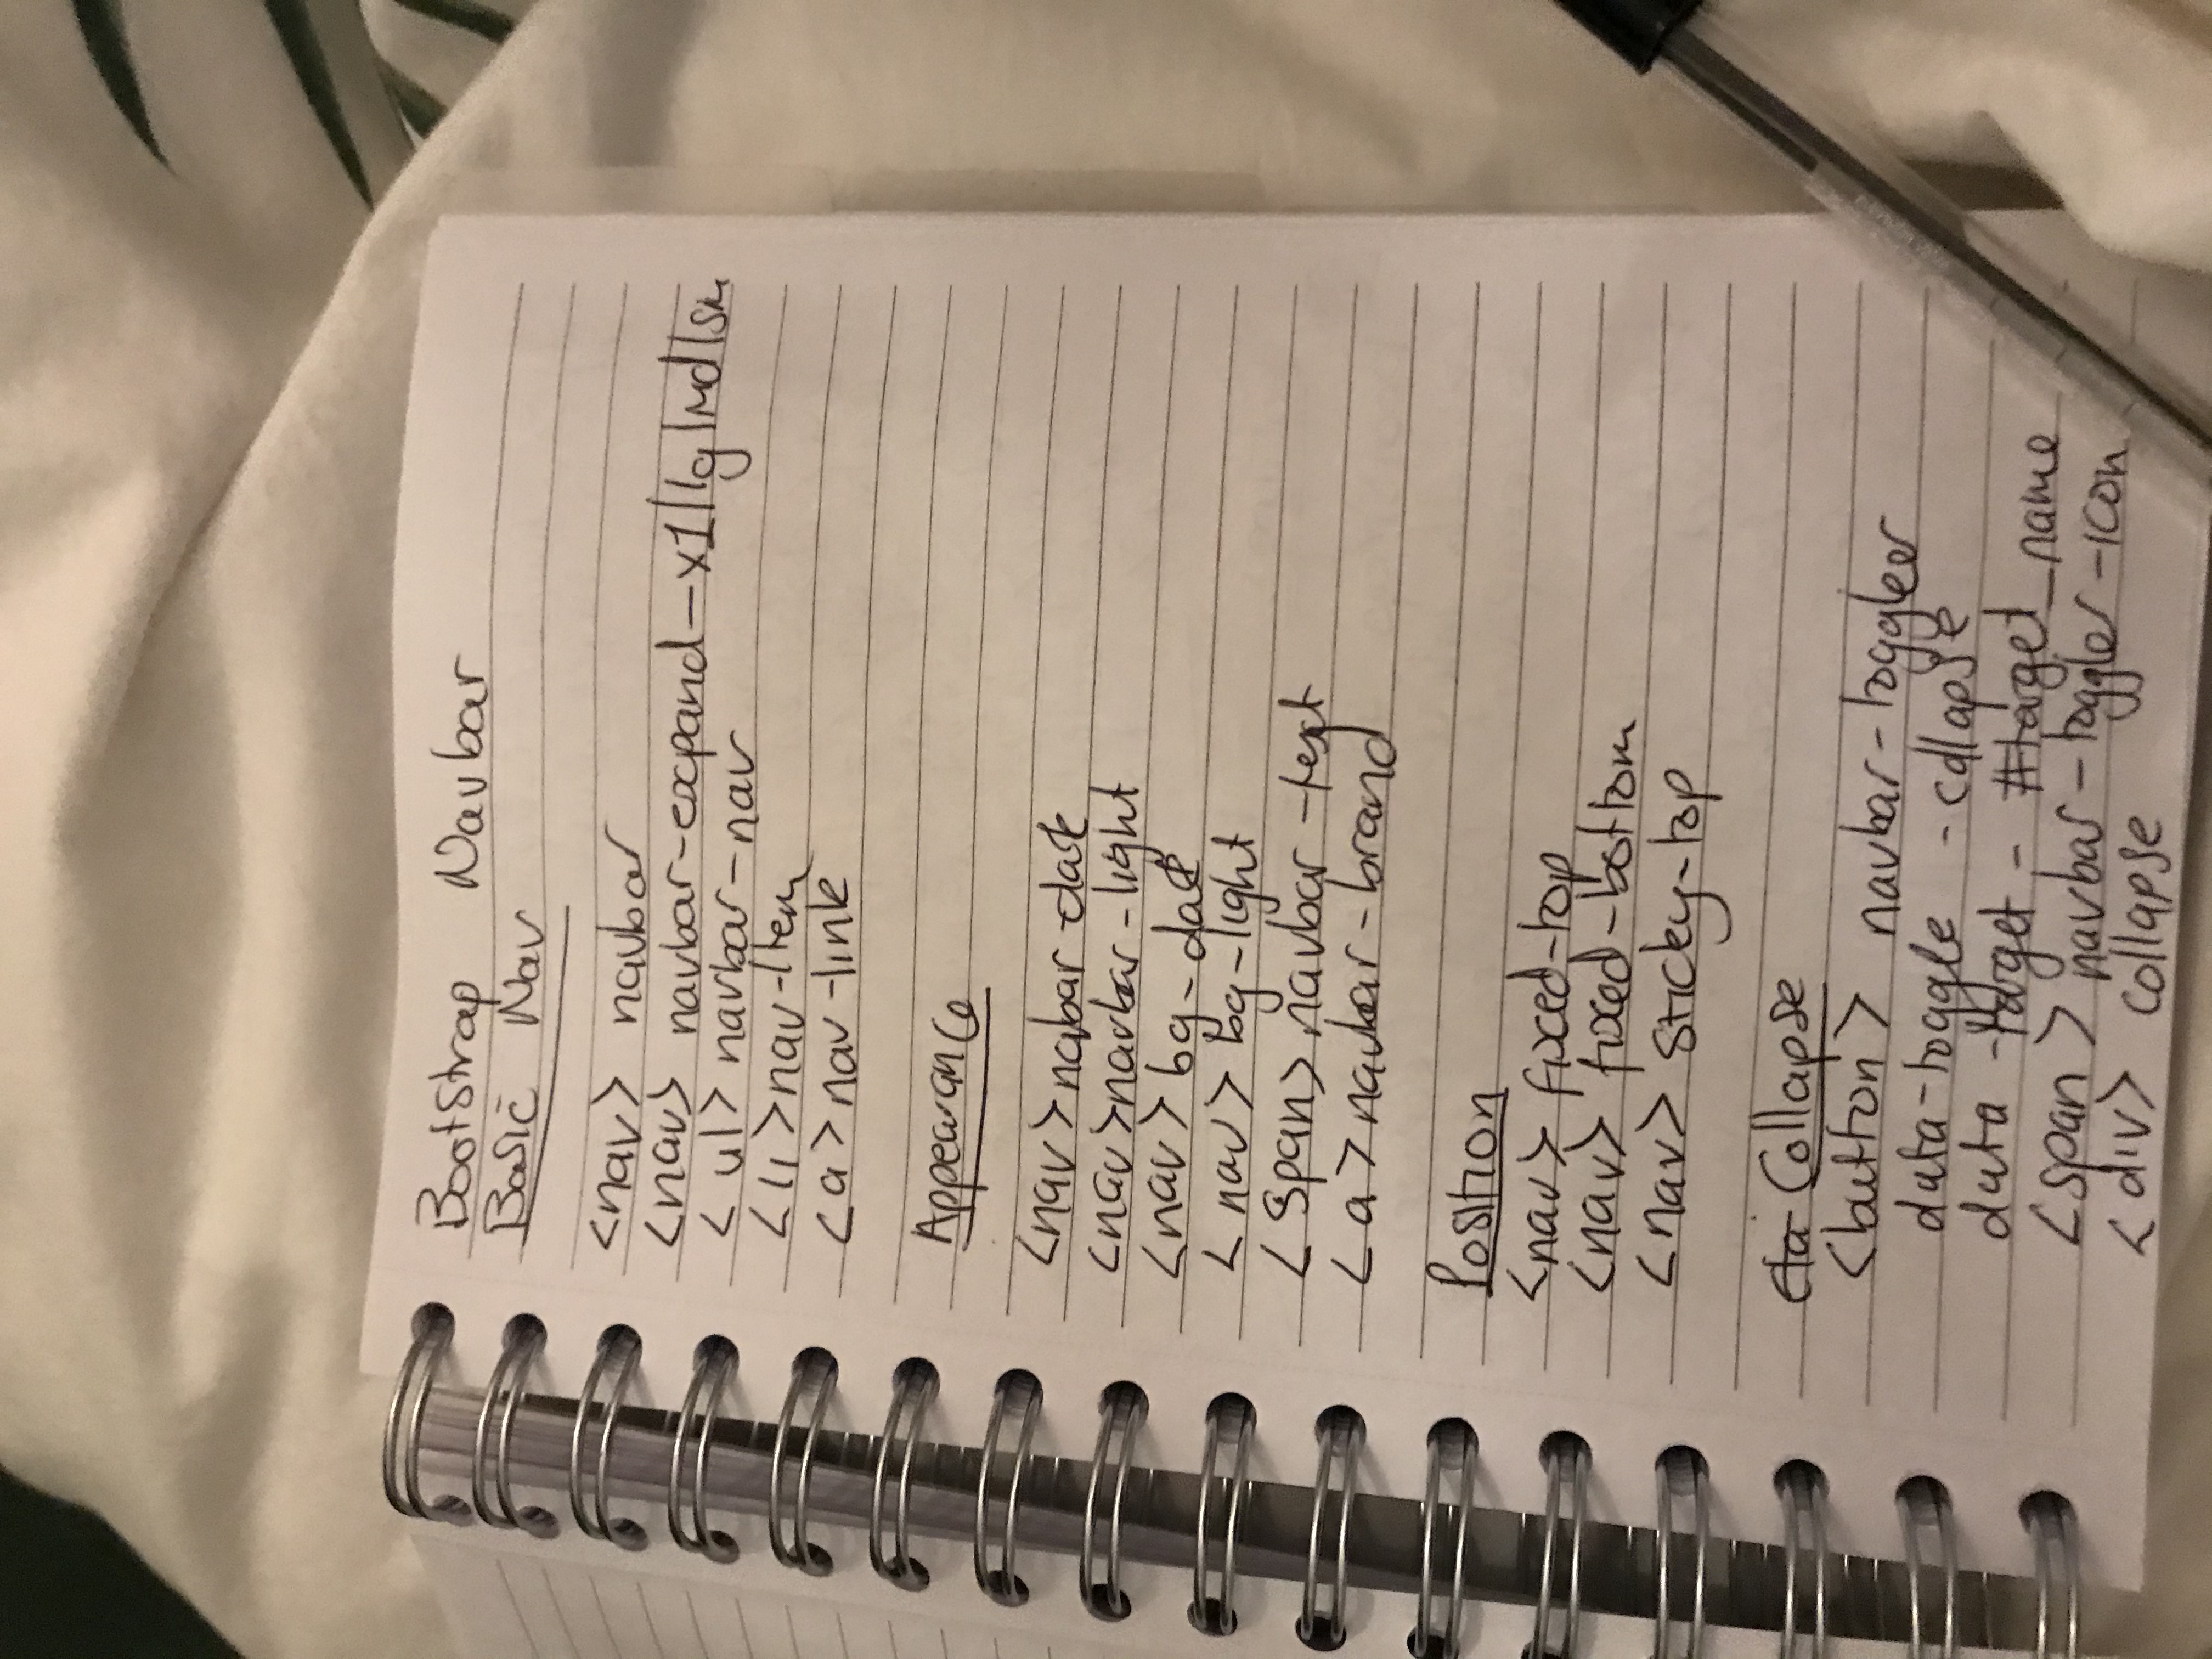 BootStrap Navbar
Basic Nav
<nav> navbar
<nav> navbar-expand-x1|lg|md|sm
<ul> navbar-nav
<li>nav-item
<a>nav-link
Appearance
<nav>nabar-dark
<nav>navbar-light
<nav> bg-dark
<nav> bg-light
<span> navbar-text
<a>navbar-brand
Position
<nav> fixed-top
<nav> fixed-bottom
<nav> sticky-top
Collapse
<button> navbar-toggleer
data-toggle - collapse
data-target - #target_name
<span> navbar-toggler-icon
<div> collapse